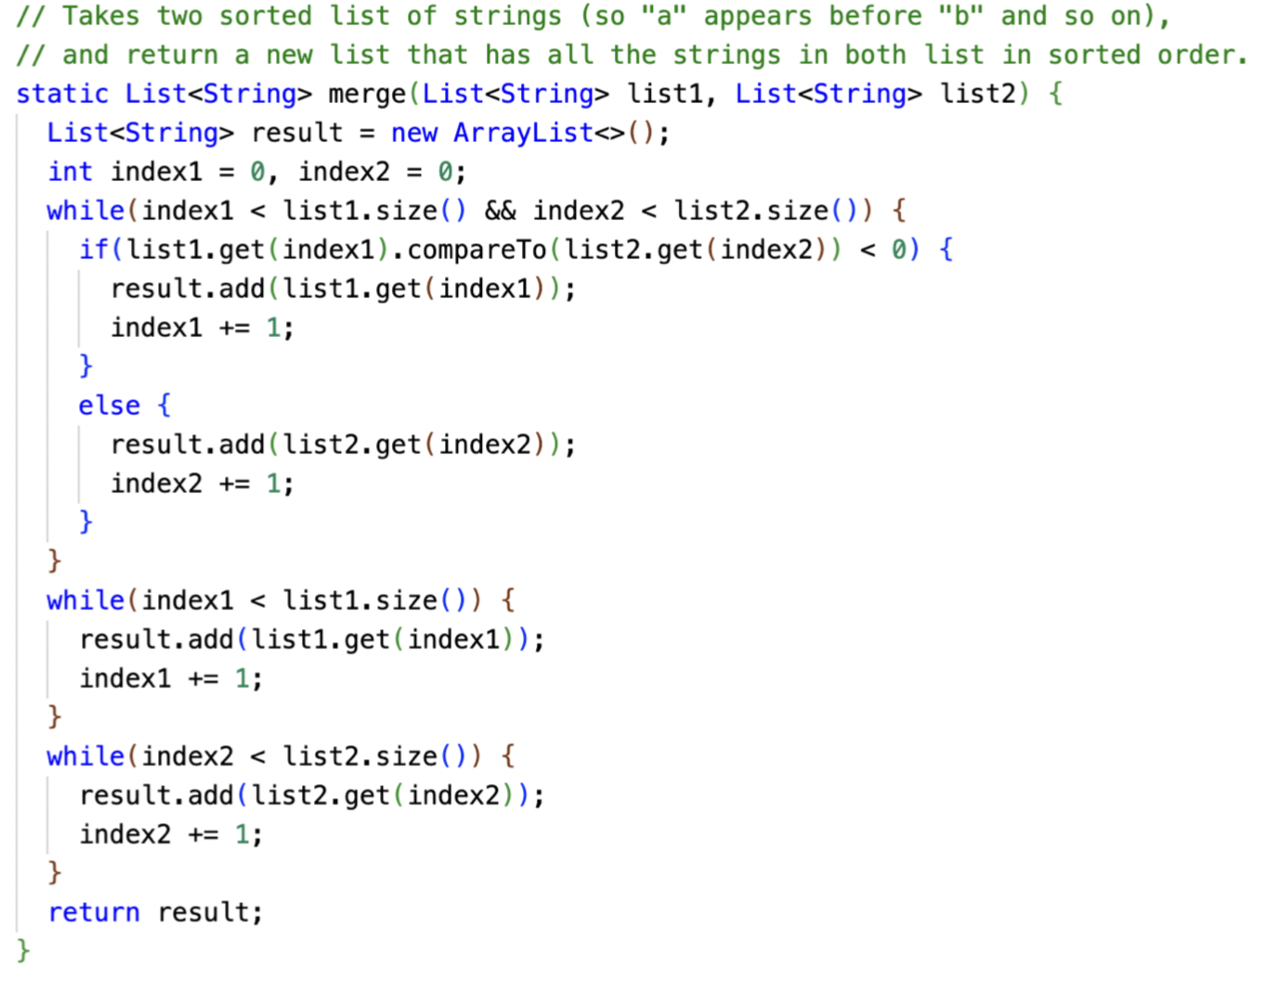 // Takes two sorted list of strings (so "a" appears before "b" and so on),
// and return a new list that has all the strings in both list in sorted order.
static List<String> merge(List<String> list1, List<String> list2) {
  List<String> result = new ArrayList<>();
  int index1 = 0, index2 = 0;
  while(index1 < list1.size() && index2 < list2.size()) {
    if(list1.get(index1).compareTo(list2.get(index2)) < 0) {
      result.add(list1.get(index1));
      index1 += 1;
    }
    else {
      result.add(list2.get(index2));
      index2 += 1;
    }
  }
  while(index1 < list1.size()) {
    result.add(list1.get(index1));
    index1 += 1;
  }
  while(index2 < list2.size()) {
    result.add(list2.get(index2));
    index2 += 1;
  }
  return result;
}